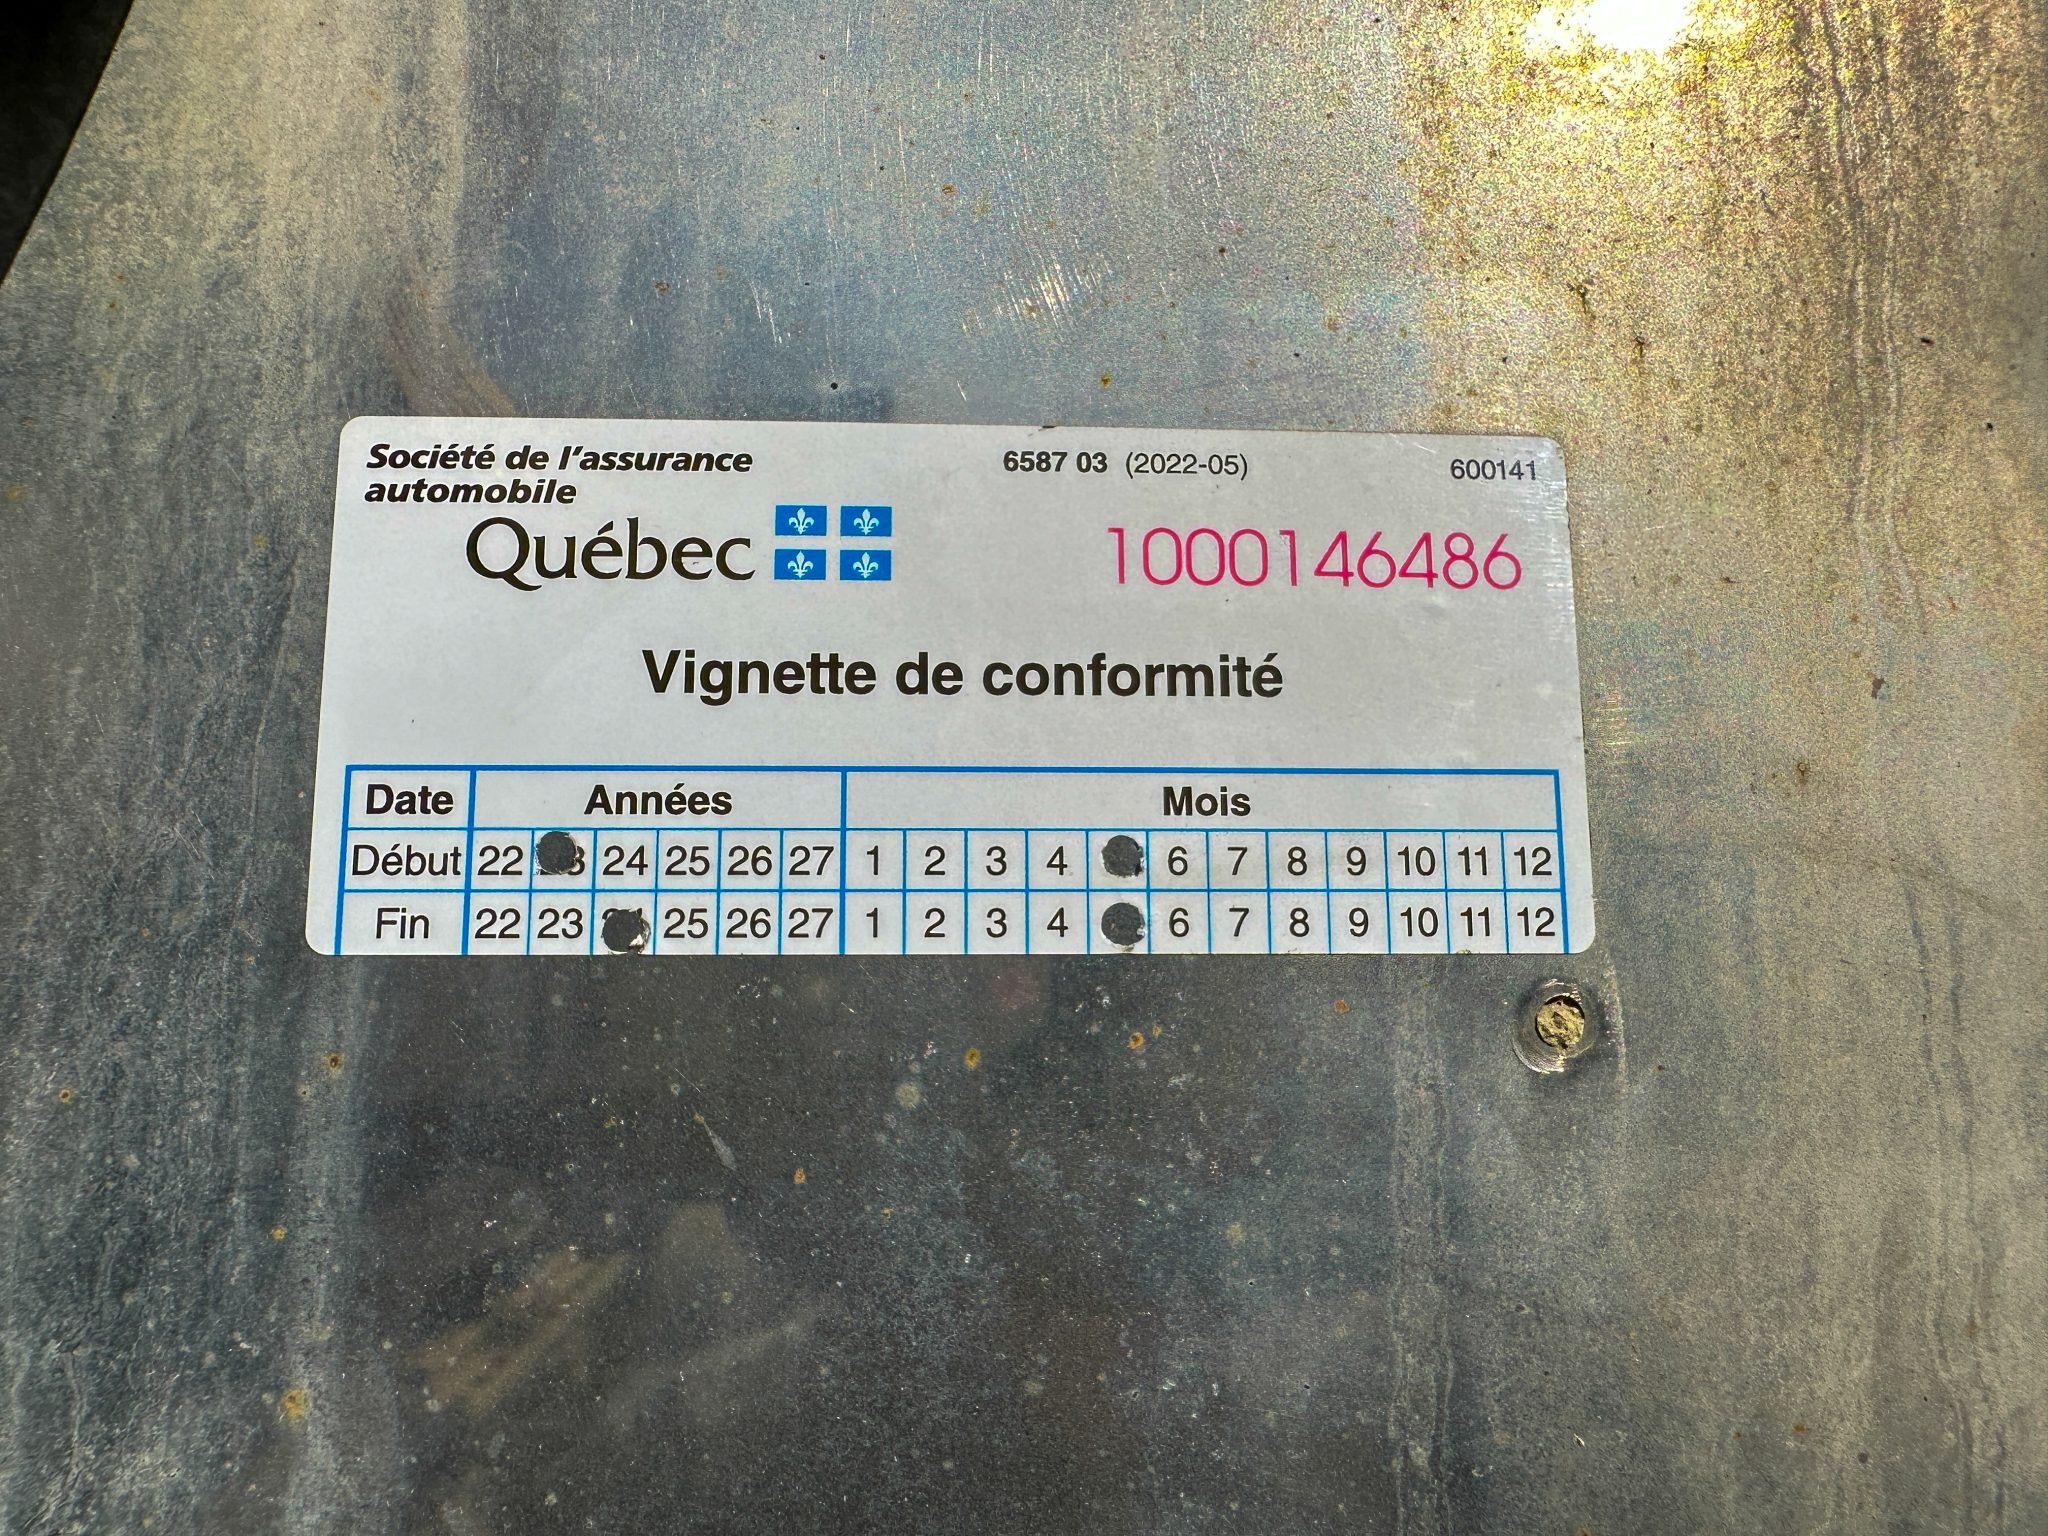 Société de l'assurance
automobile
Québec
6587 03 (2022-05)
600141
1000146486
Vignette de conformité
Date Années Mois
Début 22 24 25 26 27 1 2 3 4 6 7 8 9 10 11 12
Fin 22 23 25 26 27 1 2 3 4 6 7 8 9 10 11 12